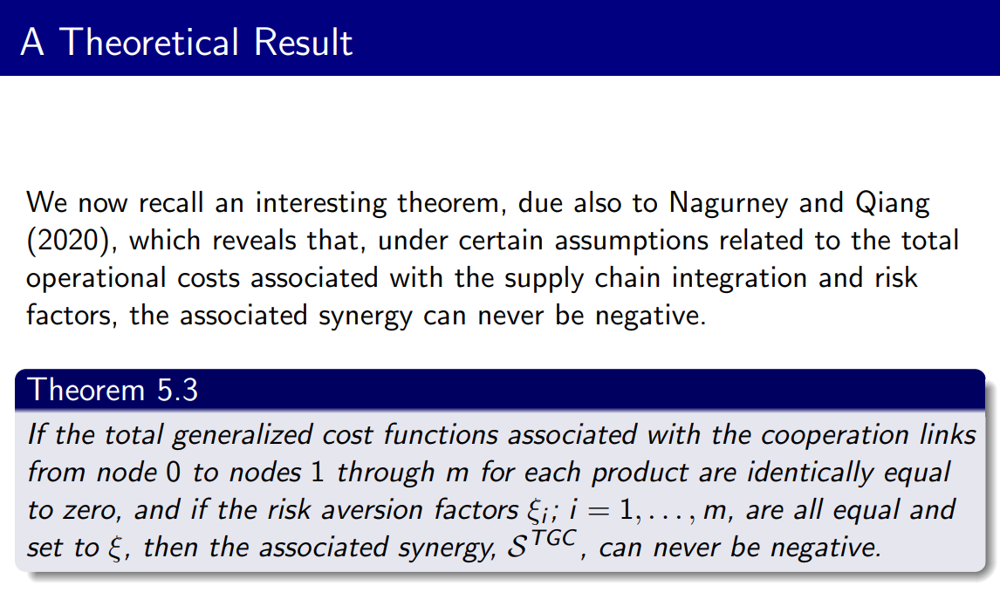 A Theoretical Result
We now recall an interesting theorem, due also to Nagurney and Qiang
(2020), which reveals that, under certain assumptions related to the total
operational costs associated with the supply chain integration and risk
factors, the associated synergy can never be negative.
Theorem 5.3
If the total generalized cost functions associated with the cooperation links
from node 0 to nodes 1 through m for each product are identically equal
to zero, and if the risk aversion factors ξᵢ; i = 1, . . . , m, are all equal and
set to ξ, then the associated synergy, 𝒮^TGC, can never be negative.